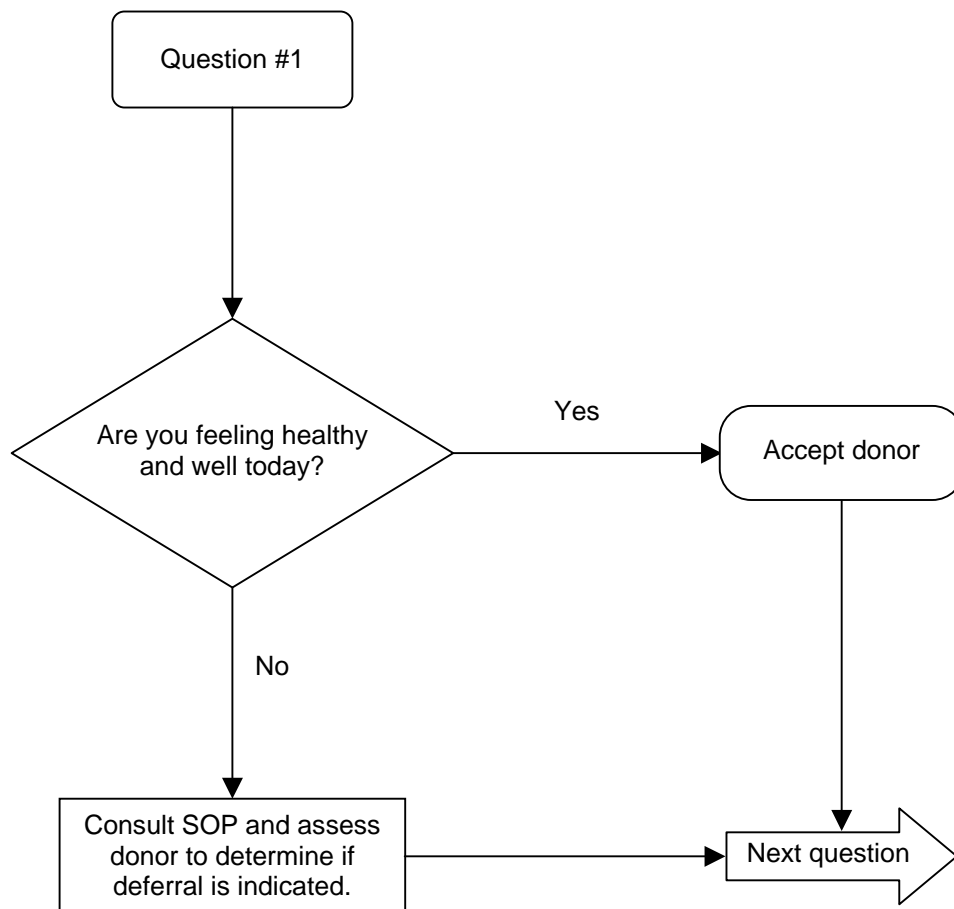 Question #1
Are you feeling healthy
and well today?
Yes
Accept donor
No
Consult SOP and assess
donor to determine if
deferral is indicated.
Next question